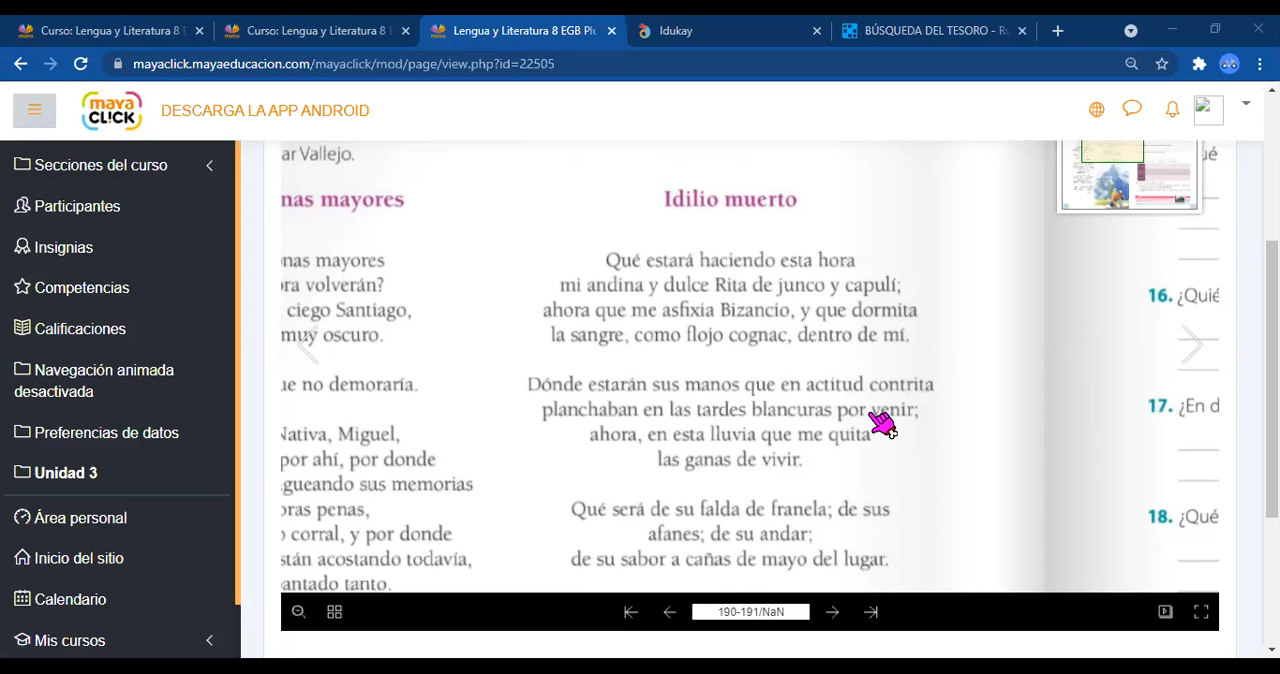 Curso: Lengua y Literatura 8 E
Curso: Lengua y Literatura 8
Lengua y Literatura 8 EGB Plu
Idukay
BÚSQUEDA DEL TESORO - Ru
mayaclick.mayaeducacion.com/mayaclick/mod/page/view.php?id=22505
maya CL!CK
DESCARGA LA APP ANDROID
Secciones del curso
Participantes
Insignias
Competencias
Calificaciones
Navegación animada
desactivada
Preferencias de datos
Unidad 3
Área personal
Inicio del sitio
Calendario
Mis cursos
ar Vallejo.
nas mayores
nas mayores
ora volverán?
ciego Santiago,
muy oscuro.
ue no demoraría.
Nativa, Miguel,
por ahí, por donde
gueando sus memorias
oras penas,
corral, y por donde
stán acostando todavía,
pantado tanto.
Idilio muerto
Qué estará haciendo esta hora
mi andina y dulce Rita de junco y capulí;
ahora que me asfixia Bizancio, y que dormita
la sangre, como flojo cognac, dentro de mí.
Dónde estarán sus manos que en actitud contrita
planchaban en las tardes blancuras por venir;
ahora, en esta lluvia que me quita
las ganas de vivir.
Qué será de su falda de franela; de sus
afanes; de su andar;
de su sabor a cañas de mayo del lugar.
ué
16. ¿Quié
17. ¿En d
18. ¿Qué
190-191/NaN